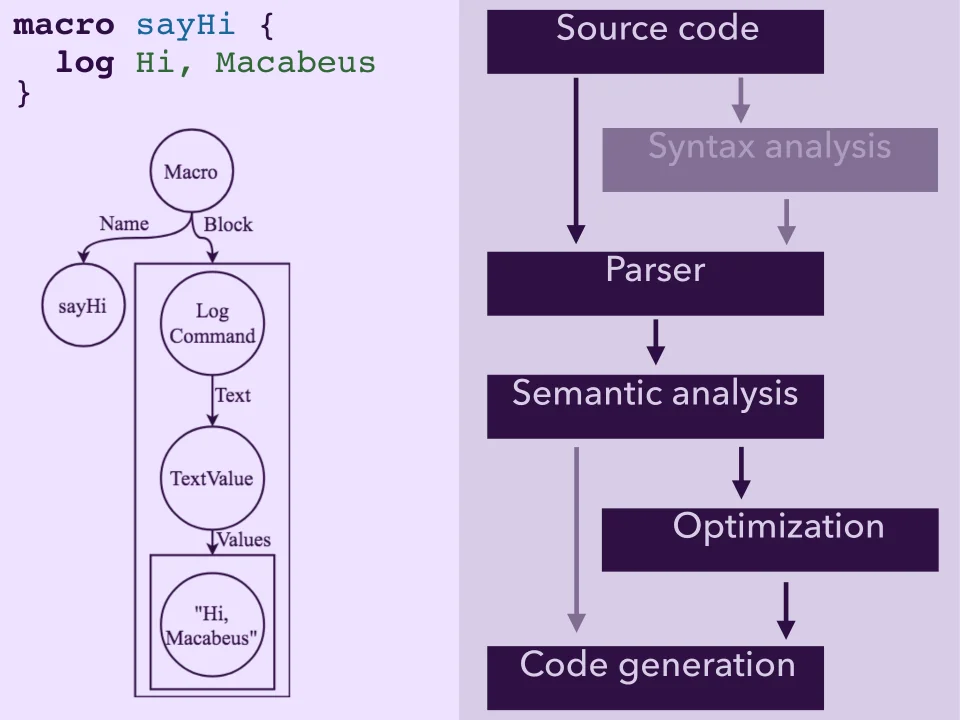 macro sayHi {
log Hi, Macabeus
}
Macro
Name
Block
sayHi
Log
Command
Text
TextValue
Values
"Hi,
Macabeus"
Source code
Syntax analysis
Parser
Semantic analysis
Optimization
Code generation